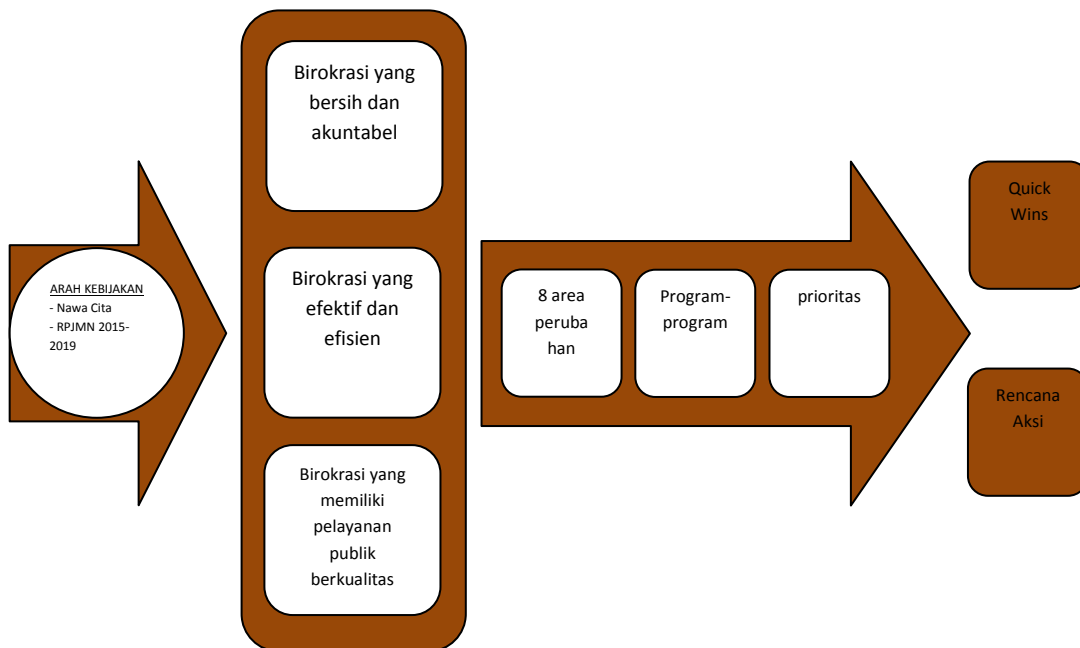 ARAH KEBIJAKAN
- Nawa Cita
- RPJMN 2015-
2019
Birokrasi yang
bersih dan
akuntabel
Birokrasi yang
efektif dan
efisien
Birokrasi yang
memiliki
pelayanan
publik
berkualitas
8 area
peruba
han
Program-
program
prioritas
Quick
Wins
Rencana
Aksi